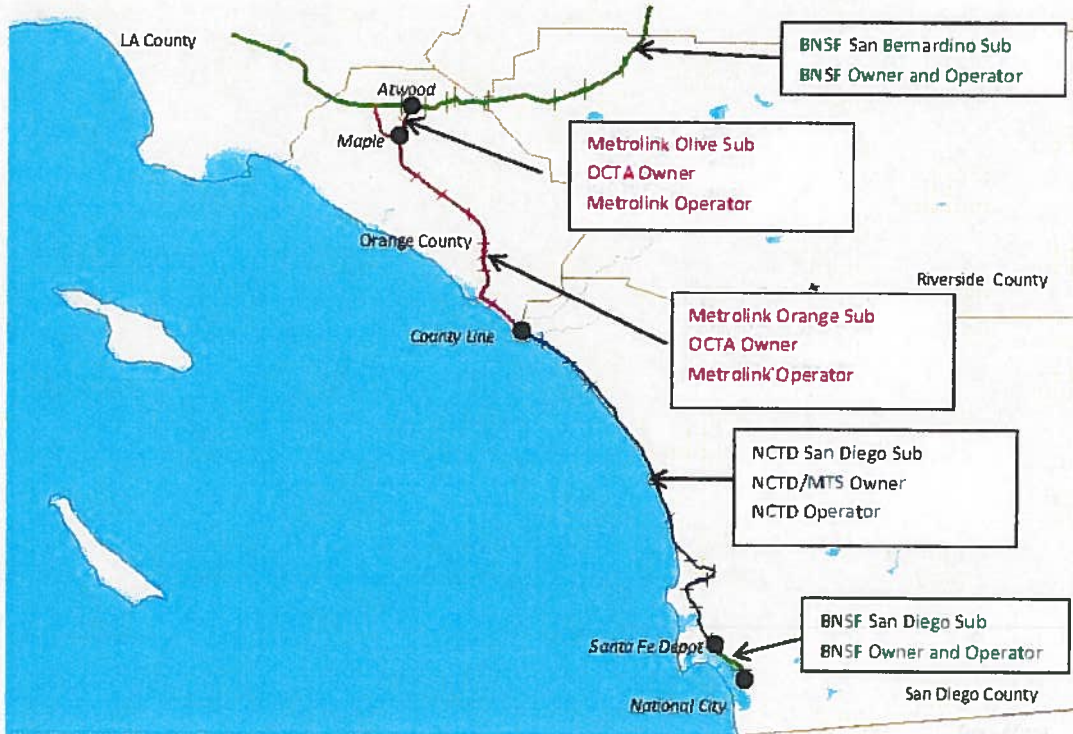 LA County
BNSF San Bernardino Sub
BNSF Owner and Operator
Atwood
Maple
Metrolink Olive Sub
OCTA Owner
Metrolink Operator
Orange County
Riverside County
Metrolink Orange Sub
OCTA Owner
Metrolink Operator
County Line
NCTD San Diego Sub
NCTD/MTS Owner
NCTD Operator
BNSF San Diego Sub
BNSF Owner and Operator
Santa Fe Depot
National City
San Diego County